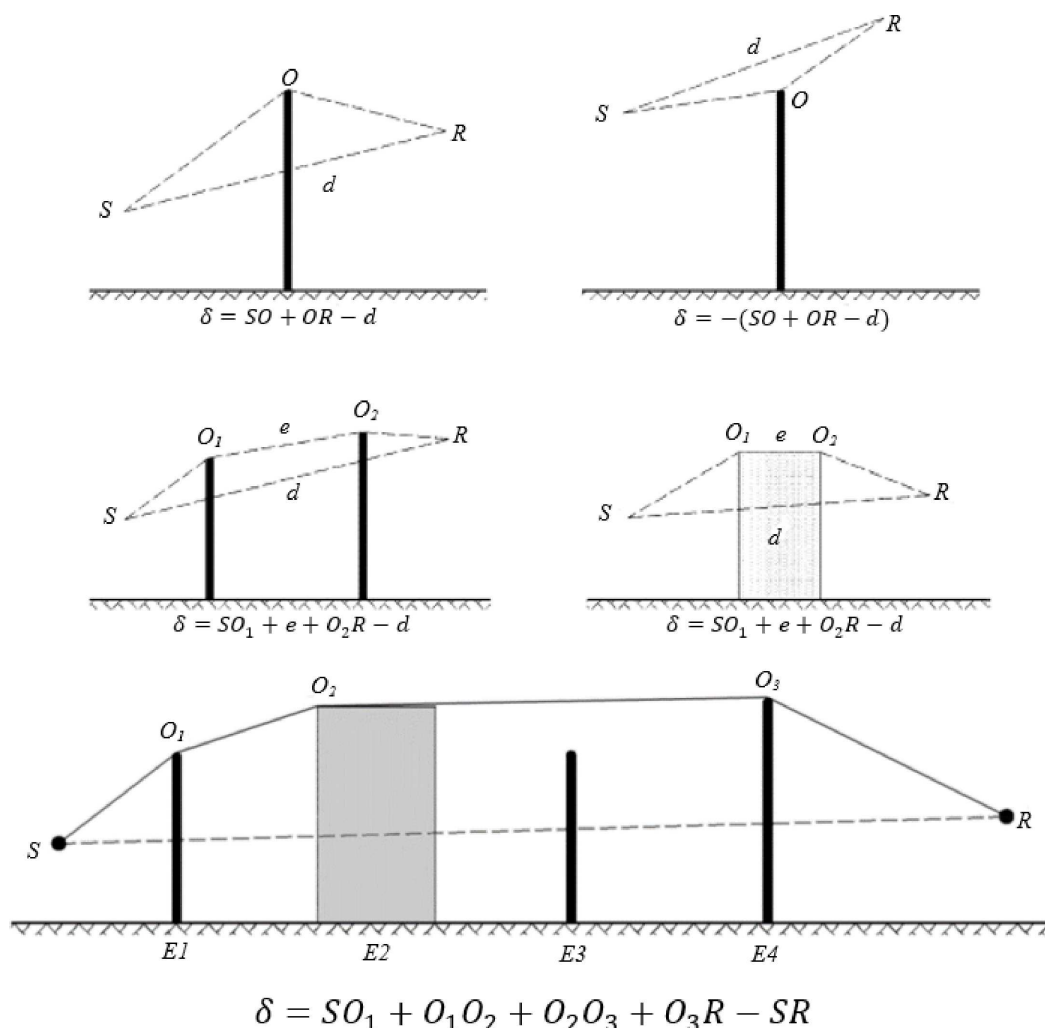 O
S
R
d
δ = SO + OR − d
d
R
S
O
δ = −(SO + OR − d)
O₁
e
O₂
R
d
S
δ = SO₁ + e + O₂R − d
O₁
e
O₂
S
R
d
δ = SO₁ + e + O₂R − d
O₁
O₂
O₃
S
R
E1
E2
E3
E4
δ = SO₁ + O₁O₂ + O₂O₃ + O₃R − SR